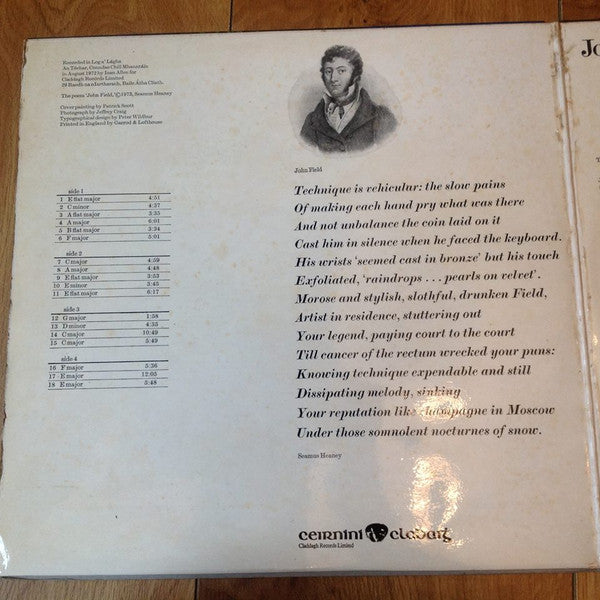 Recorded in Log a' Lágha
An Tóchar, Conndae Chill Mhanntáin
in August 1972 by Ioan Allen for
Claddagh Records Limited
The poem 'John Field,' © 1973, Seamus Heaney
Cover painting by Patrick Scott
Photograph by Jeffrey Craig
Typographical design by Peter Wildbur
Printed in England by Garrod & Lofthouse
side 1
1 E flat major 4:51
2 C minor 4:37
3 A flat major 5:35
4 A major 6:01
5 B flat major 3:34
6 F major 5:01
side 2
7 C major 4:59
8 A major 4:48
9 E flat major 3:53
10 E minor 3:45
11 E flat major 6:17
side 3
12 G major 1:58
13 D minor 4:35
14 C major 10:49
15 C major 5:49
side 4
16 F major 5:36
17 E major 12:03
18 E major 5:48
John Field
Technique is vehicular: the slow pains
Of making each hand pry what was there
And not unbalance the coin laid on it
Cast him in silence when he faced the keyboard.
His wrists 'seemed cast in bronze' but his touch
Exfoliated, 'raindrops . . . pearls on velvet'.
Morose and stylish, slothful, drunken Field,
Artist in residence, stuttering out
Your legend, paying court to the court
Till cancer of the rectum wrecked your puns:
Knowing technique expendable and still
Dissipating melody, sinking
Your reputation like champagne in Moscow
Under those somnolent nocturnes of snow.
Seamus Heaney
ceirníní cladaig
Claddagh Records Limited
Jo